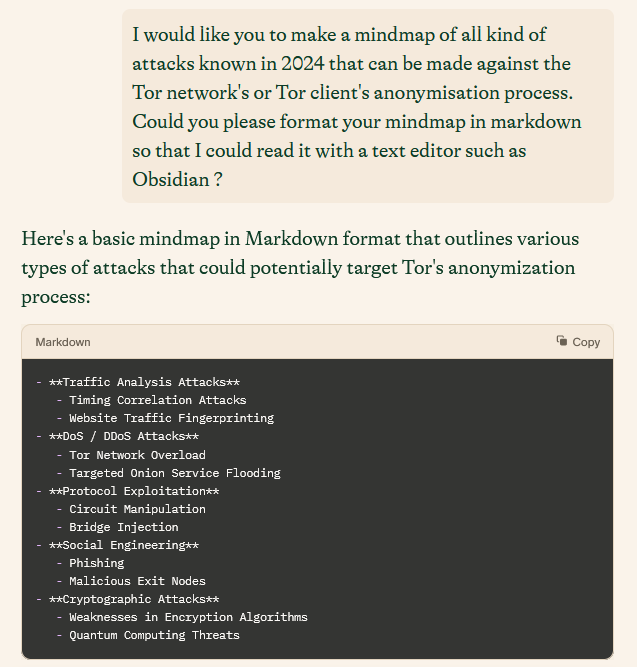 I would like you to make a mindmap of all kind of
attacks known in 2024 that can be made against the
Tor network's or Tor client's anonymisation process.
Could you please format your mindmap in markdown
so that I could read it with a text editor such as
Obsidian ?
Here's a basic mindmap in Markdown format that outlines various
types of attacks that could potentially target Tor's anonymization
process:
Markdown Copy
- **Traffic Analysis Attacks**
   - Timing Correlation Attacks
   - Website Traffic Fingerprinting
- **DoS / DDoS Attacks**
   - Tor Network Overload
   - Targeted Onion Service Flooding
- **Protocol Exploitation**
   - Circuit Manipulation
   - Bridge Injection
- **Social Engineering**
   - Phishing
   - Malicious Exit Nodes
- **Cryptographic Attacks**
   - Weaknesses in Encryption Algorithms
   - Quantum Computing Threats